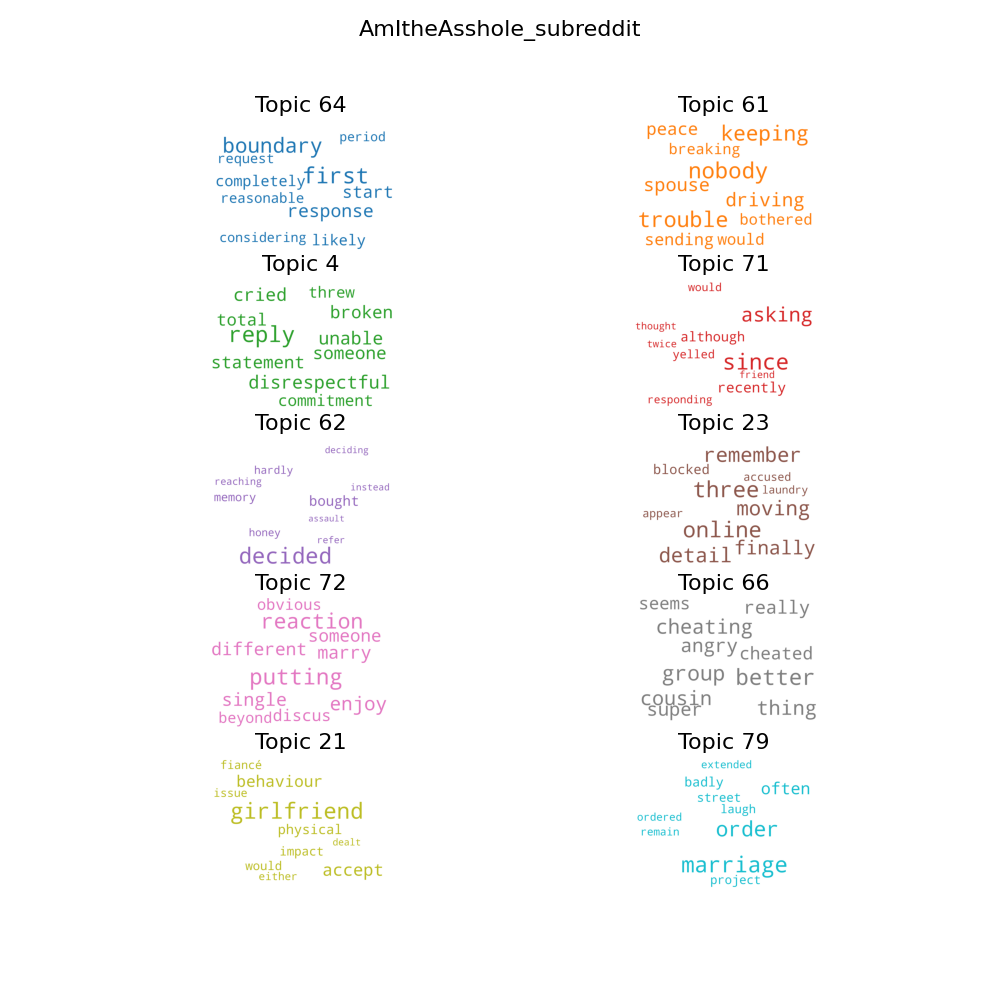 AmItheAsshole_subreddit
Topic 64
period
boundary
request
first
completely
start
reasonable
response
considering likely
Topic 61
peace keeping
breaking
nobody
spouse
driving
trouble bothered
sending would
Topic 4
cried threw
broken
total
reply unable
someone
statement
disrespectful
commitment
Topic 71
would
asking
thought
although
twice
yelled since
friend
recently
responding
Topic 62
deciding
hardly
reaching
instead
memory bought
assault
honey
refer
decided
Topic 23
remember
blocked
accused
three laundry
moving
appear
online
finally
detail
Topic 72
obvious
reaction
someone
different marry
putting
single enjoy
beyond discus
Topic 66
seems really
cheating
angry cheated
group better
cousin
super thing
Topic 21
fiancé
behaviour
issue
girlfriend
physical
dealt
impact
would accept
either
Topic 79
extended
badly often
street
laugh
ordered
order
remain
marriage
project